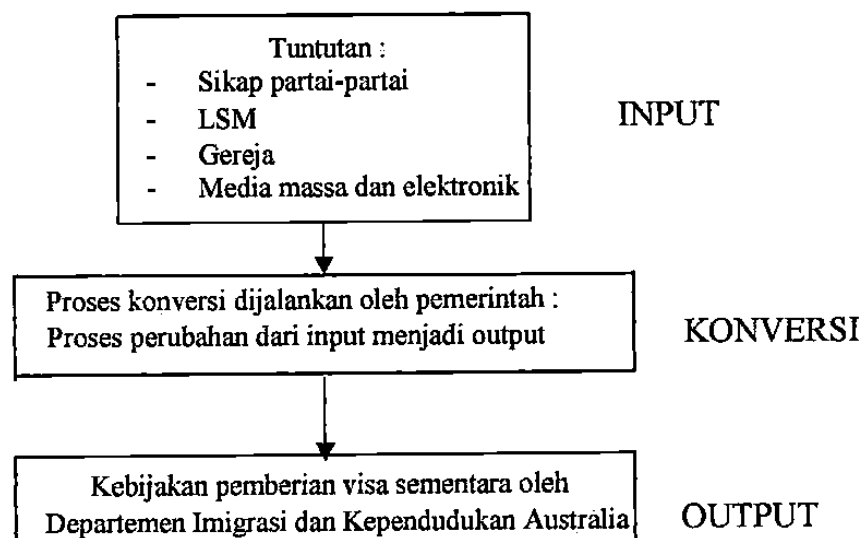 Tuntutan :
- Sikap partai-partai
- LSM
- Gereja
- Media massa dan elektronik
INPUT
Proses konversi dijalankan oleh pemerintah :
Proses perubahan dari input menjadi output
KONVERSI
Kebijakan pemberian visa sementara oleh
Departemen Imigrasi dan Kependudukan Australia
OUTPUT